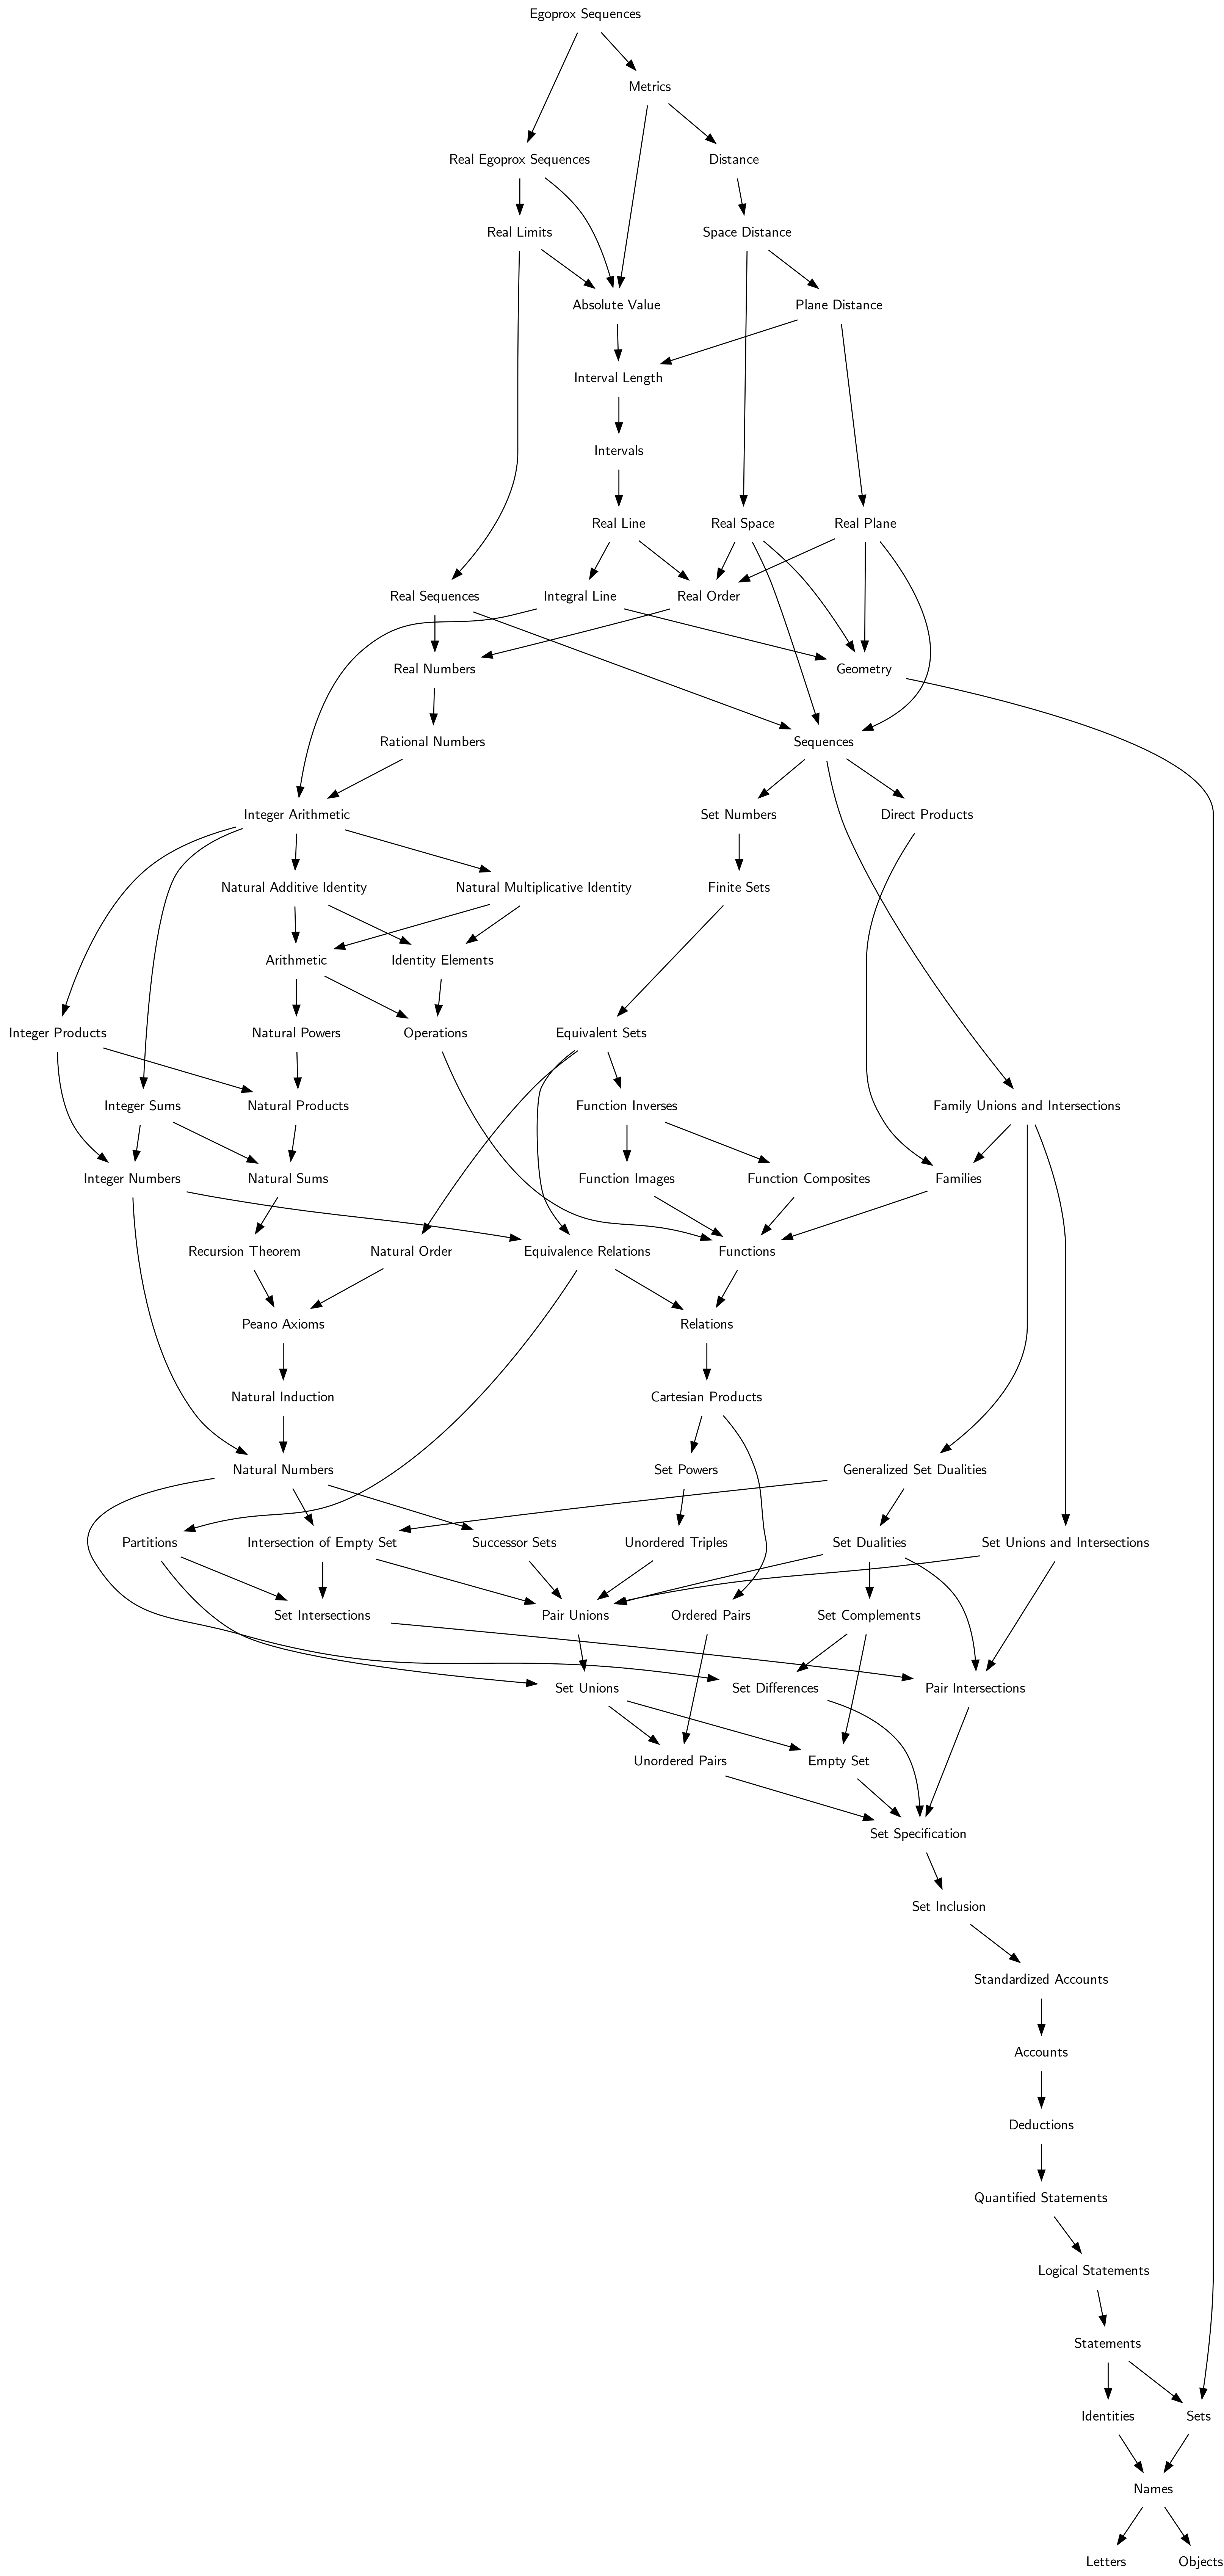 Egoprox Sequences
Metrics
Real Egoprox Sequences
Distance
Real Limits
Space Distance
Absolute Value
Plane Distance
Interval Length
Intervals
Real Line
Real Space
Real Plane
Real Sequences
Integral Line
Real Order
Real Numbers
Geometry
Rational Numbers
Sequences
Integer Arithmetic
Set Numbers
Direct Products
Natural Additive Identity
Natural Multiplicative Identity
Finite Sets
Arithmetic
Identity Elements
Integer Products
Natural Powers
Operations
Equivalent Sets
Integer Sums
Natural Products
Function Inverses
Family Unions and Intersections
Integer Numbers
Natural Sums
Function Images
Function Composites
Families
Recursion Theorem
Natural Order
Equivalence Relations
Functions
Peano Axioms
Relations
Natural Induction
Cartesian Products
Natural Numbers
Set Powers
Generalized Set Dualities
Partitions
Intersection of Empty Set
Successor Sets
Unordered Triples
Set Dualities
Set Unions and Intersections
Set Intersections
Pair Unions
Ordered Pairs
Set Complements
Set Unions
Set Differences
Pair Intersections
Unordered Pairs
Empty Set
Set Specification
Set Inclusion
Standardized Accounts
Accounts
Deductions
Quantified Statements
Logical Statements
Statements
Identities
Sets
Names
Letters
Objects